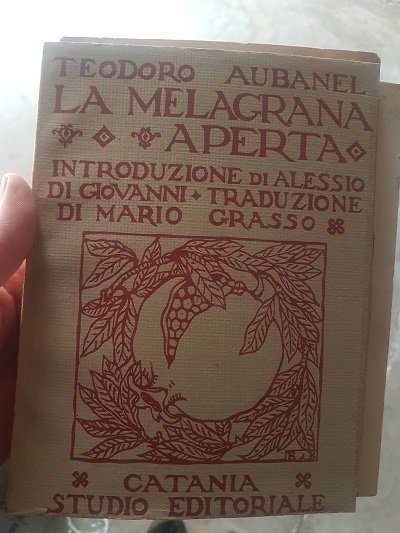 TEODORO AUBANEL
LA MELAGRANA
APERTA
INTRODUZIONE DI ALESSIO
DI GIOVANNI • TRADUZIONE
DI MARIO GRASSO
CATANIA
STUDIO EDITORIALE